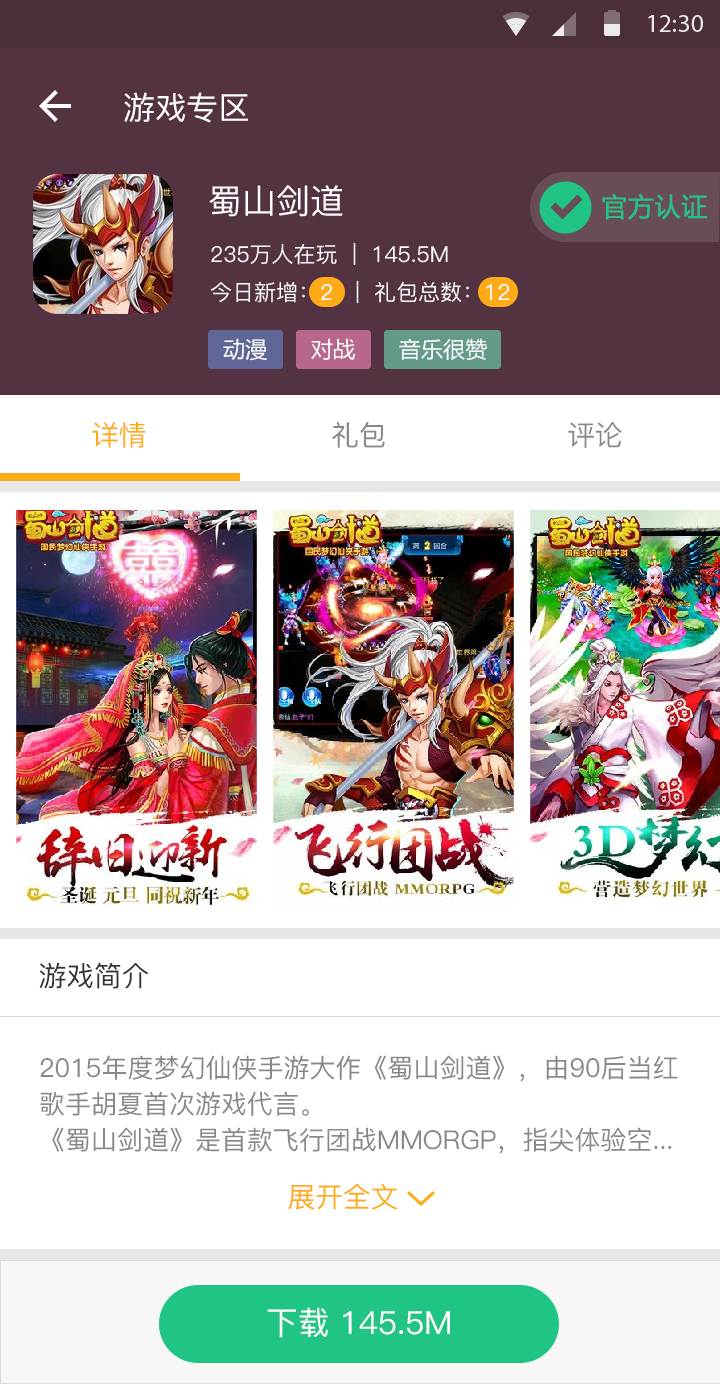 12:30
游戏专区
蜀山剑道
官方认证
235万人在玩 | 145.5M
今日新增:2 | 礼包总数:12
动漫 对战 音乐很赞
详情 礼包 评论
蜀山剑道
国民梦幻仙侠手游
囍
辞旧迎新
圣诞 元旦 同祝新年
蜀山剑道
国民梦幻仙侠手游
第2回合
飞行团战
飞行团战 MMORPG
蜀山剑道
国民梦幻仙侠手游
3D梦幻
营造梦幻世界
游戏简介
2015年度梦幻仙侠手游大作《蜀山剑道》，由90后当红
歌手胡夏首次游戏代言。
《蜀山剑道》是首款飞行团战MMORGP，指尖体验空...
展开全文
下载 145.5M